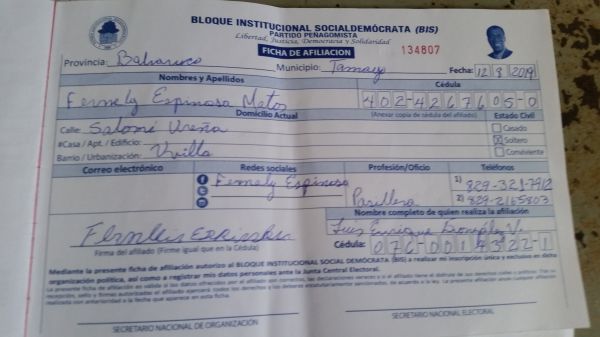 BLOQUE INSTITUCIONAL SOCIALDEMÓCRATA (BIS)
PARTIDO PEÑAGOMISTA
Libertad, Justicia, Democracia y Solidaridad
FICHA DE AFILIACION
134807
Provincia: Bahoruco Municipio: Tamayo Fecha: 12 8 2019
Nombres y Apellidos Cédula
Fernely Espinosa Matos 402-4267605-0
Domicilio Actual (Anexar copia de cédula del afiliado)
Calle: Salomé Ureña Estado Civil
#Casa / Apt. / Edificio: Casado
Barrio / Urbanización: Uvilla Soltero
Conviviente
Correo electrónico Redes sociales Profesión/Oficio Teléfonos
Fernely Espinosa 1) 829-321-7912
2) 829-2165803
Nombre completo de quien realiza la afiliación
Luis Enrique
Firma del afiliado (Firme igual que en la Cédula) Cédula: 076-0014322-1
Mediante la presente ficha de afiliación autorizo al BLOQUE INSTITUCIONAL SOCIAL DEMÓCRATA (BIS) a realizar mi inscripción única y exclusiva en dicha
organización política, así como a registrar mis datos personales ante la Junta Central Electoral.
SECRETARIO NACIONAL DE ORGANIZACIÓN SECRETARIO NACIONAL ELECTORAL